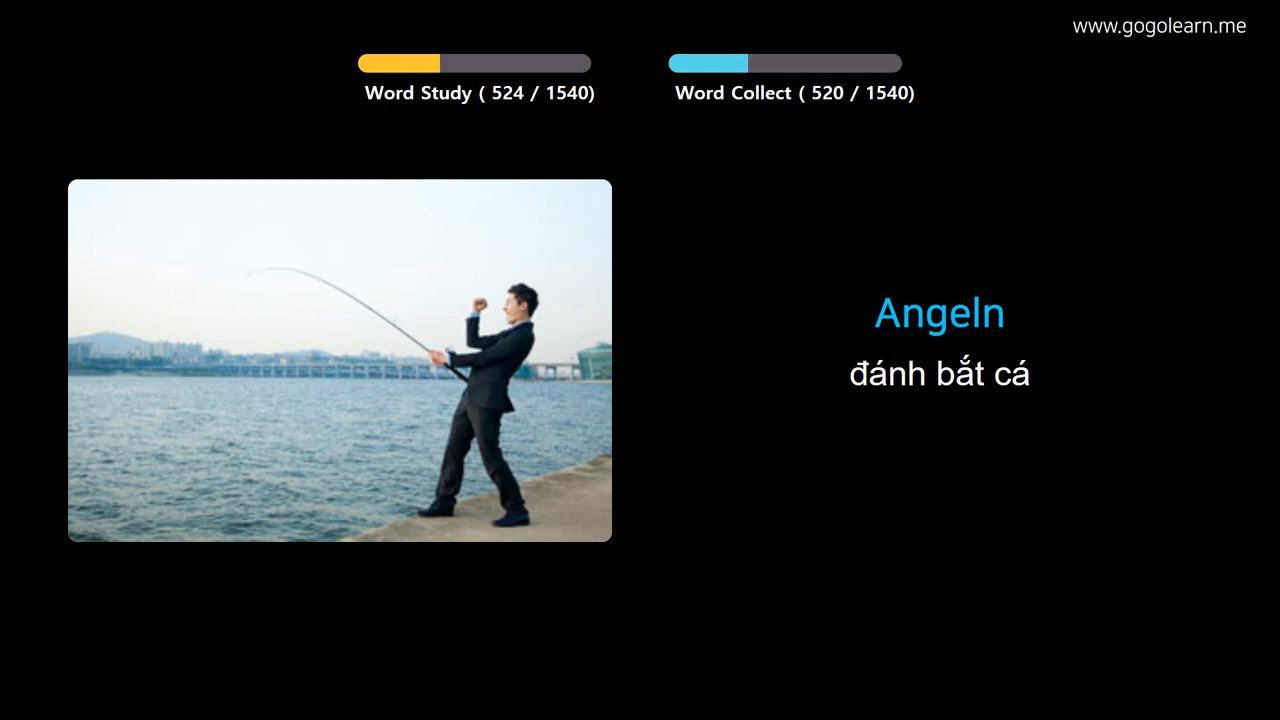 www.gogolearn.me
Word Study ( 524 / 1540)
Word Collect ( 520 / 1540)
Angeln
đánh bắt cá